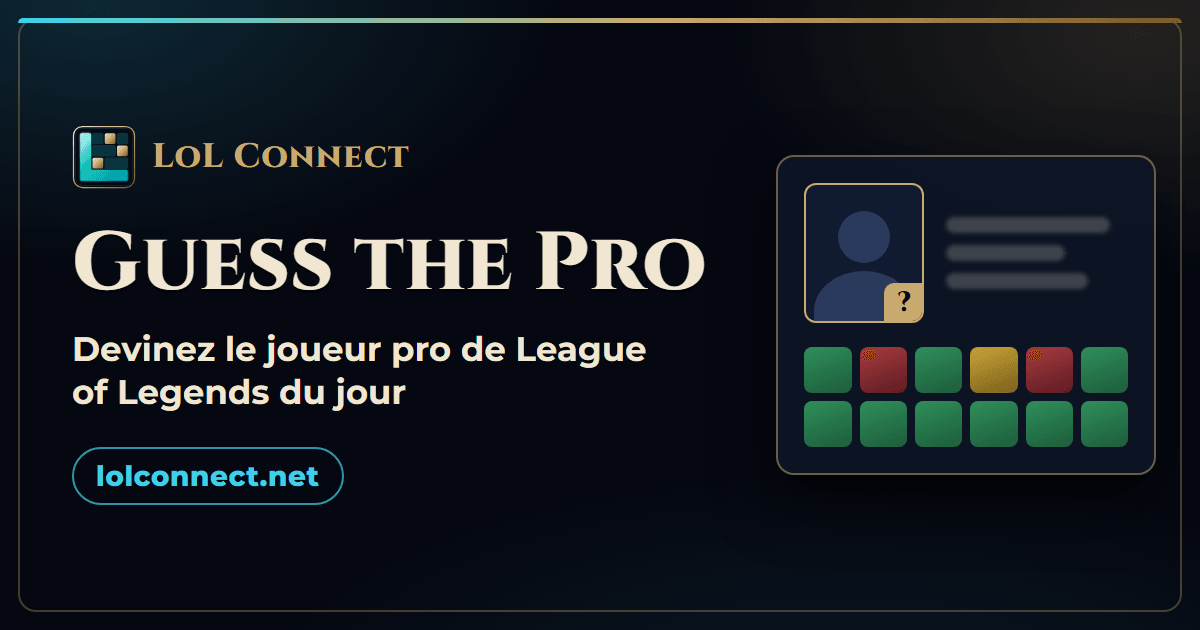 LoL Connect
Guess the Pro
Devinez le joueur pro de League
of Legends du jour
lolconnect.net
?